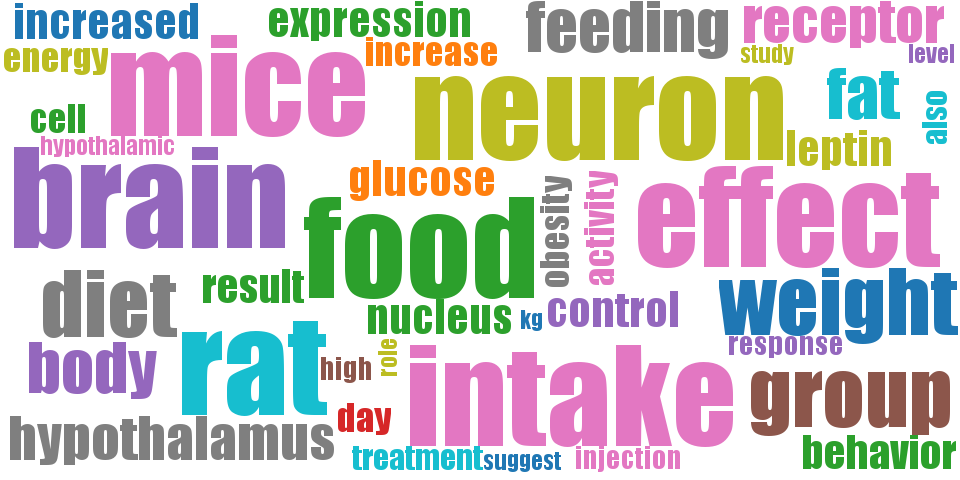 increased
expression
feeding
receptor
energy
increase
study
level
mice
neuron
fat
also
cell
hypothalamic
leptin
brain
glucose
obesity
activity
effect
food
diet
result
nucleus
kg
control
weight
response
body
rat
high
role
intake
group
day
hypothalamus
treatment
suggest
injection
behavior